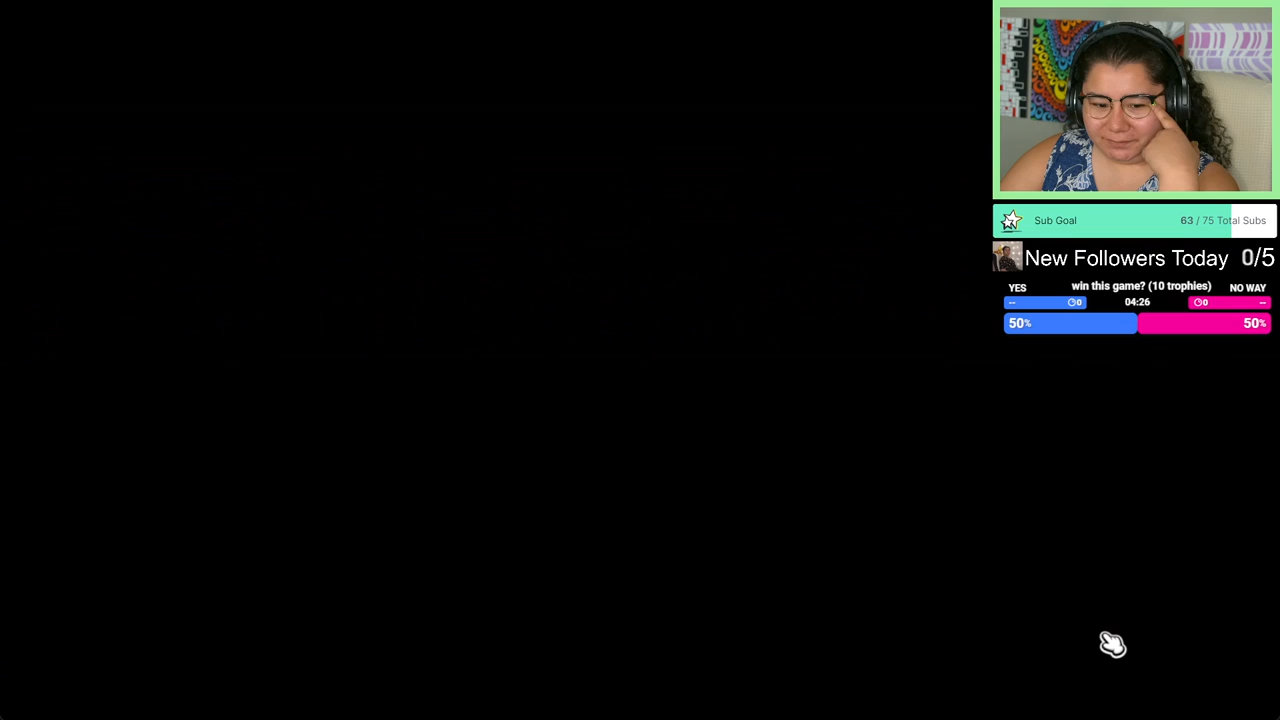 Sub Goal 63 / 75 Total Subs
New Followers Today 0/5
YES win this game? (10 trophies) NO WAY
-- 0 04:26 0 --
50% 50%